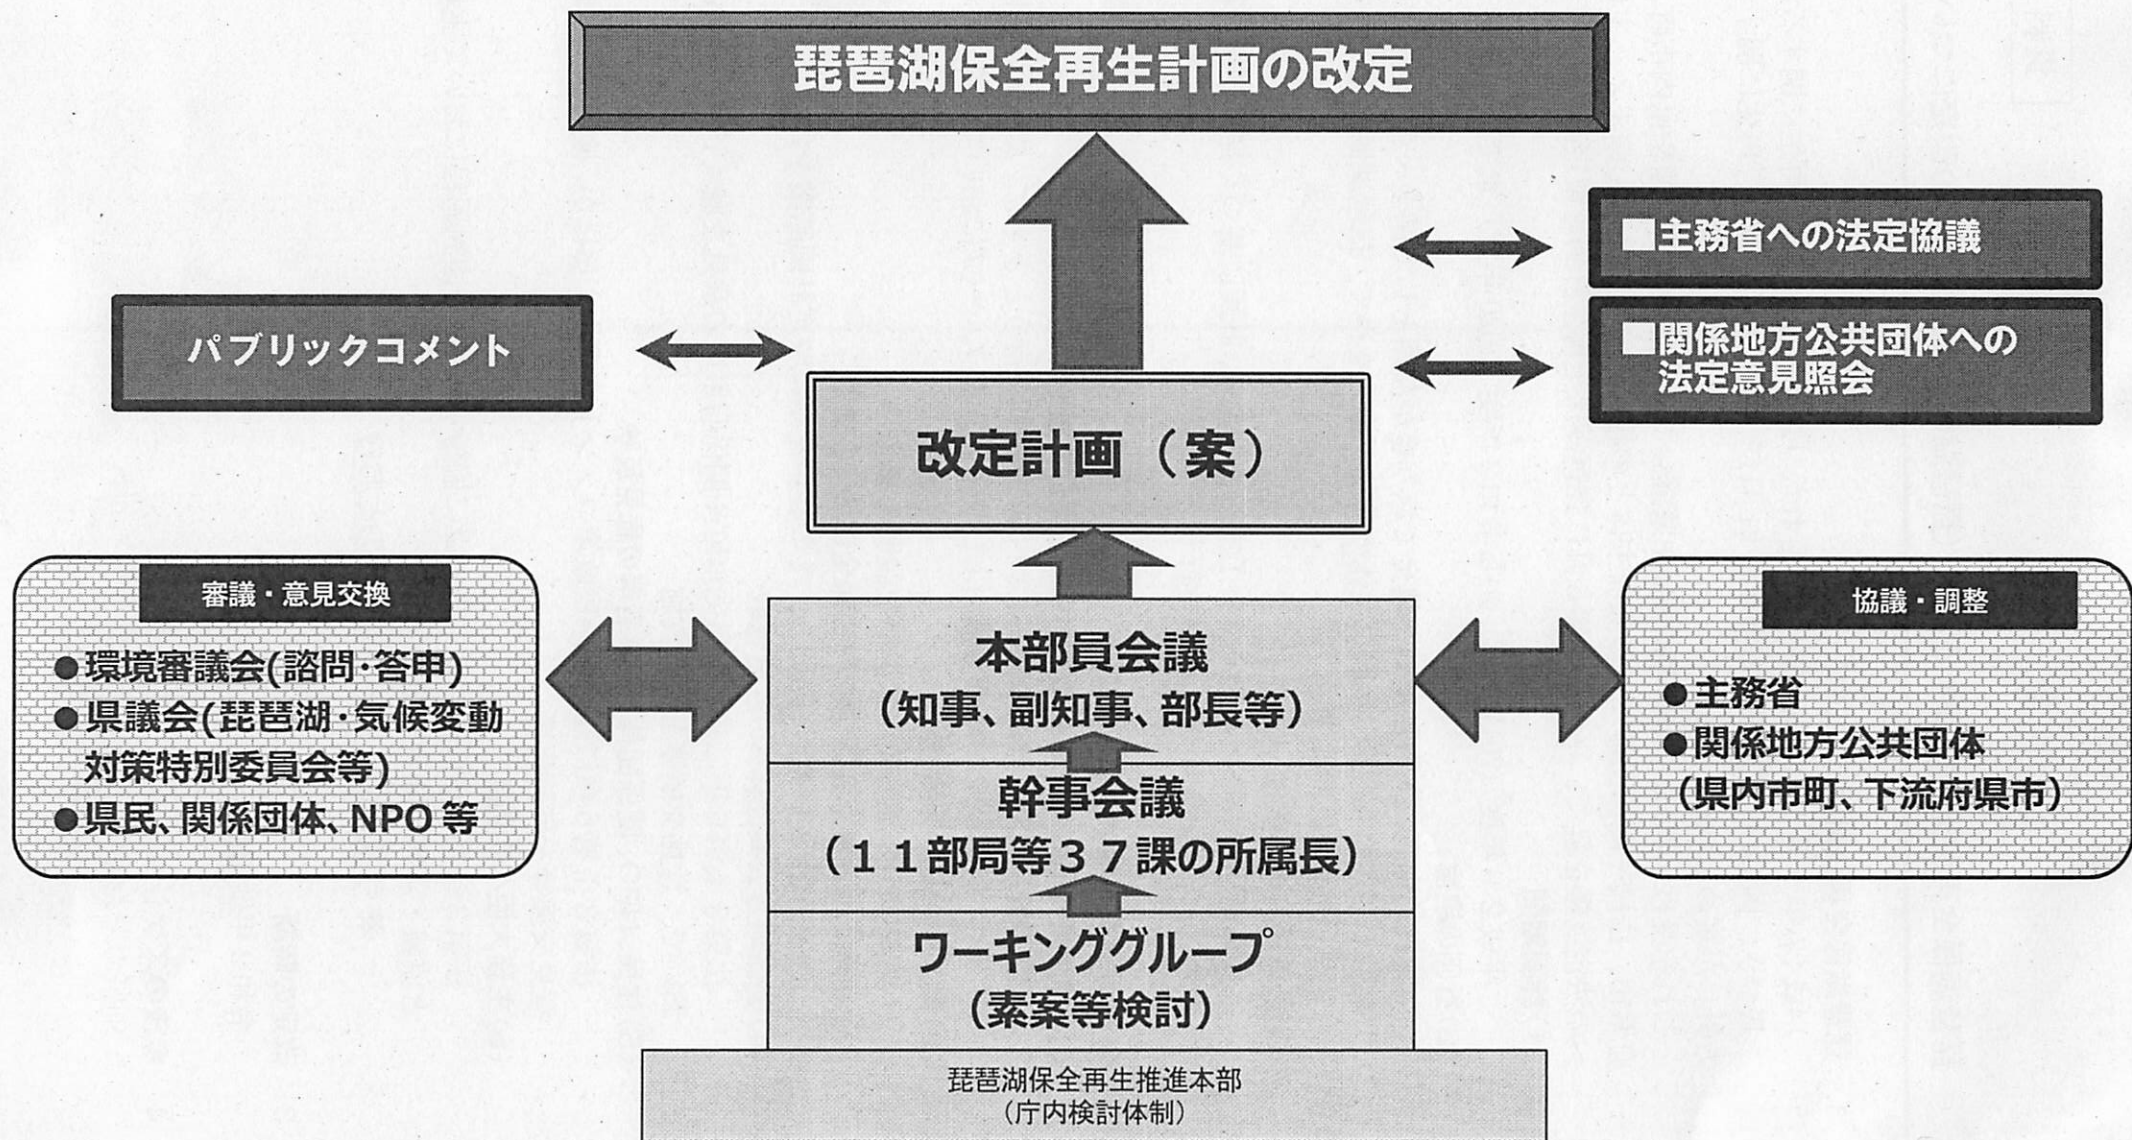 琵琶湖保全再生計画の改定
■主務省への法定協議
■関係地方公共団体への
法定意見照会
パブリックコメント
改定計画（案）
審議・意見交換
●環境審議会(諮問・答申)
●県議会(琵琶湖・気候変動
対策特別委員会等)
●県民、関係団体、NPO 等
本部員会議
（知事、副知事、部長等）
幹事会議
（１１部局等３７課の所属長）
ワーキンググループ
（素案等検討）
琵琶湖保全再生推進本部
（庁内検討体制）
協議・調整
●主務省
●関係地方公共団体
（県内市町、下流府県市）